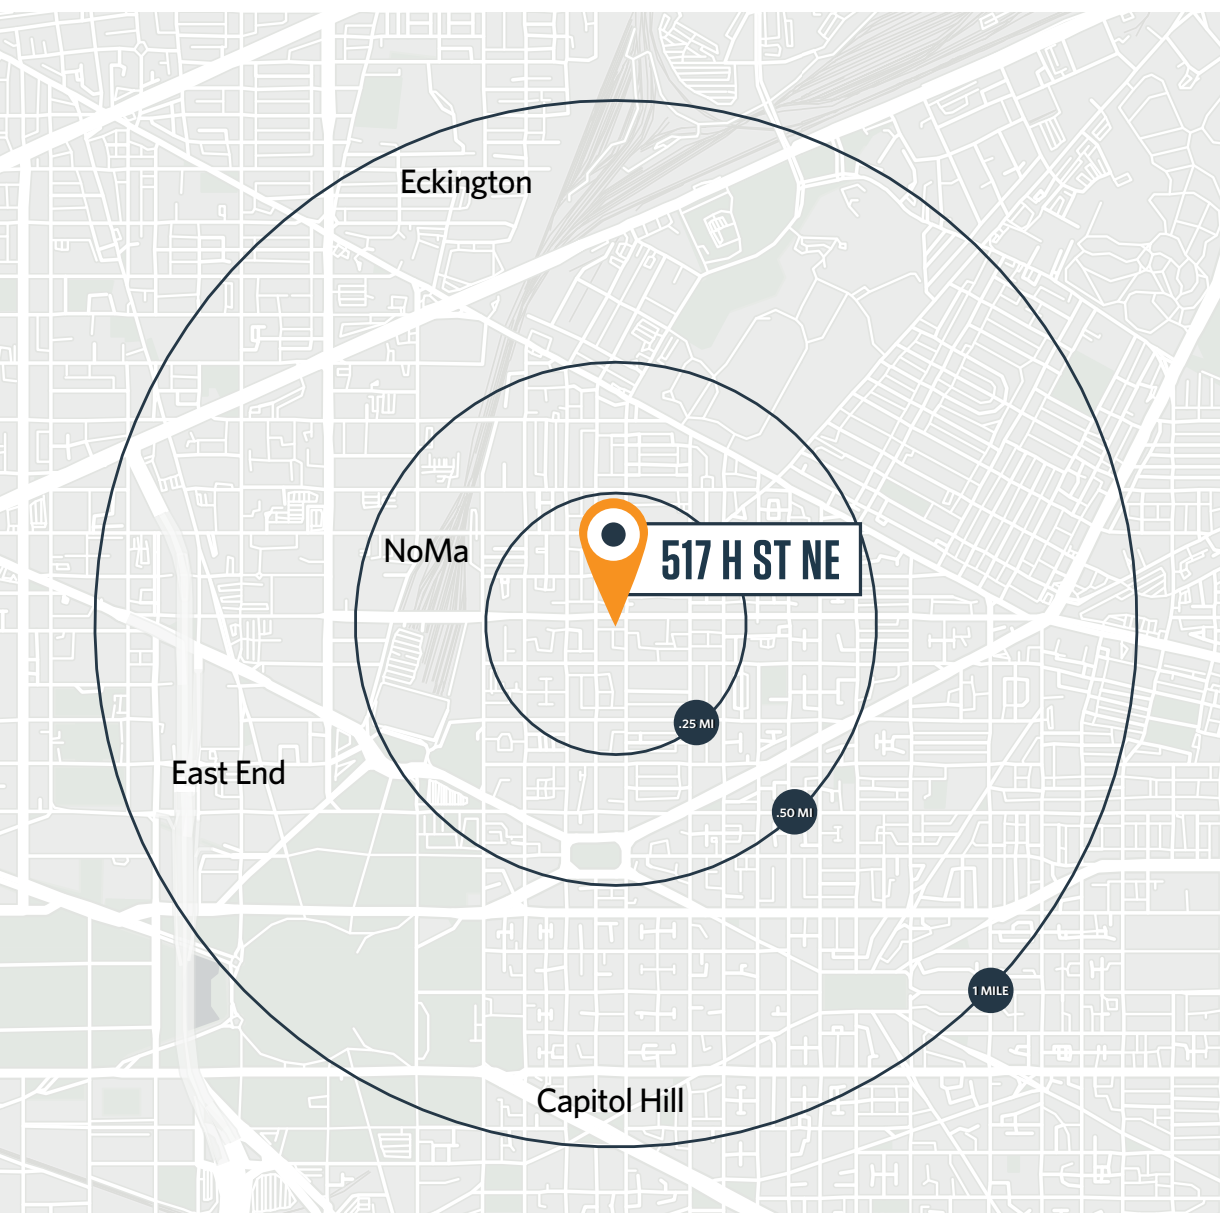 Eckington
NoMa
517 H ST NE
.25 MI
East End
.50 MI
1 MILE
Capitol Hill